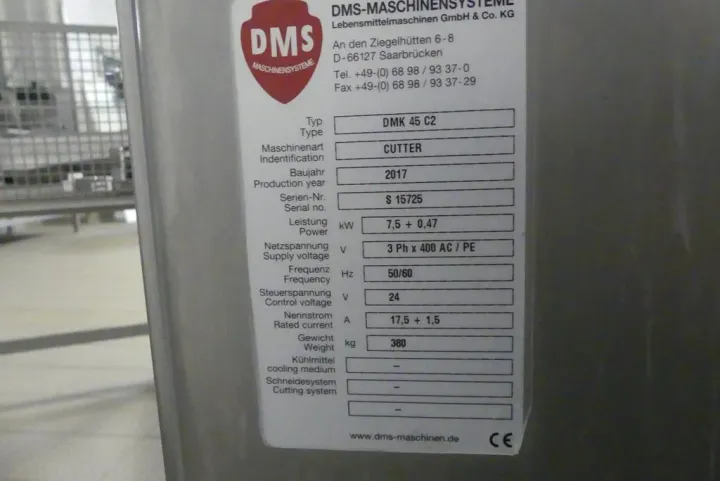 DMS
MASCHINENSYSTEME
DMS-MASCHINENSYSTEME
Lebensmittelmaschinen GmbH & Co. KG
An den Ziegelhütten 6-8
D-66127 Saarbrücken
Tel. +49-(0) 68 98 / 93 37-0
Fax +49-(0) 68 98 / 93 37-29
Typ
Type DMK 45 C2
Maschinenart
Indentification CUTTER
Baujahr
Production year 2017
Serien-Nr.
Serial no. S 15725
Leistung
Power kW 7,5 + 0,47
Netzspannung
Supply voltage V 3 Ph x 400 AC / PE
Frequenz
Frequency Hz 50/60
Steuerspannung
Control voltage V 24
Nennstrom
Rated current A 17,5 + 1,5
Gewicht
Weight kg 380
Kühlmittel
cooling medium –
Schneidesystem
Cutting system –
–
www.dms-maschinen.de CE